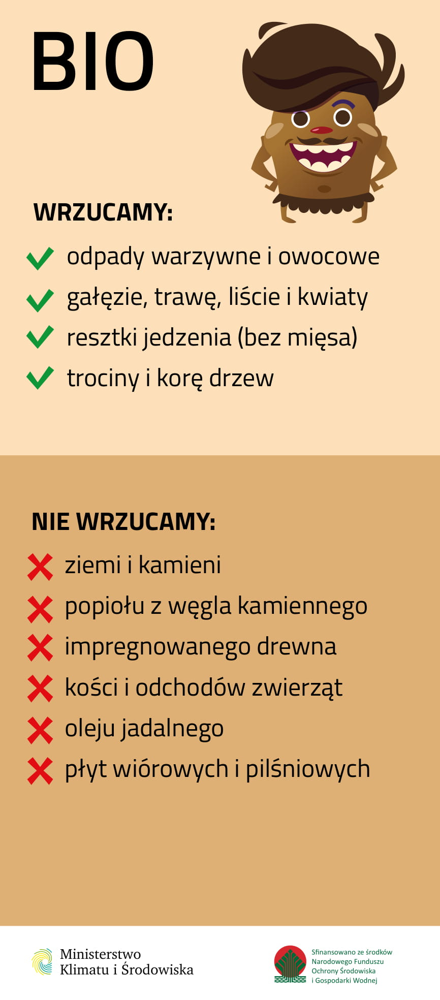 BIO
WRZUCAMY:
odpady warzywne i owocowe
gałęzie, trawę, liście i kwiaty
resztki jedzenia (bez mięsa)
trociny i korę drzew
NIE WRZUCAMY:
ziemi i kamieni
popiołu z węgla kamiennego
impregnowanego drewna
kości i odchodów zwierząt
oleju jadalnego
płyt wiórowych i pilśniowych
Ministerstwo
Klimatu i Środowiska
Sfinansowano ze środków
Narodowego Funduszu
Ochrony Środowiska
i Gospodarki Wodnej